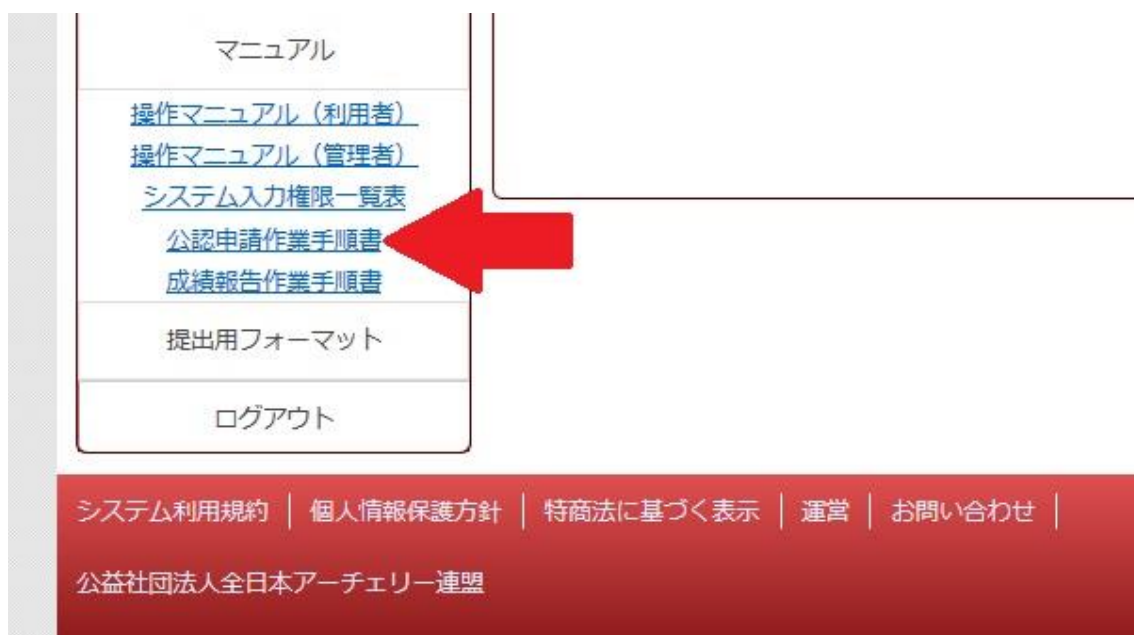 マニュアル
操作マニュアル（利用者）
操作マニュアル（管理者）
システム入力権限一覧表
公認申請作業手順書
成績報告作業手順書
提出用フォーマット
ログアウト
システム利用規約 │ 個人情報保護方針 │ 特商法に基づく表示 │ 運営 │ お問い合わせ │
公益社団法人全日本アーチェリー連盟